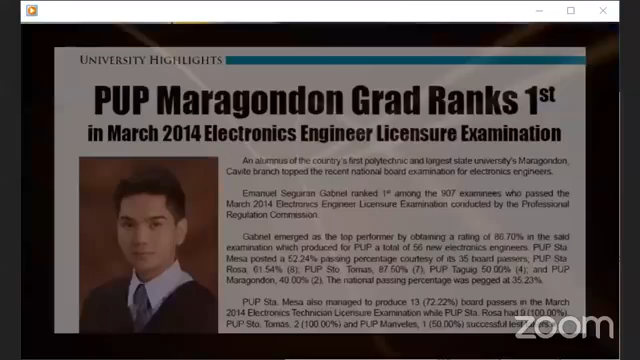 UNIVERSITY HIGHLIGHTS
PUP Maragondon Grad Ranks 1st
in March 2014 Electronics Engineer Licensure Examination
An alumnus of the country's first polytechnic and largest state university's Maragondon,
Cavite branch topped the recent national board examination for electronics engineers.
Emanuel Seguiran Gabriel ranked 1st among the 907 examinees who passed the
March 2014 Electronics Engineer Licensure Examination conducted by the Professional
Regulation Commission.
Gabriel emerged as the top performer by obtaining a rating of 86.70% in the said
examination which produced for PUP a total of 56 new electronics engineers. PUP Sta.
Mesa posted a 52.24% passing percentage courtesy of its 35 board passers; PUP Sta.
Rosa, 61.54% (8); PUP Sto. Tomas, 87.50% (7); PUP Taguig 50.00% (4); and PUP
Maragondon, 40.00% (2). The national passing percentage was pegged at 35.23%.
PUP Sta. Mesa also managed to produce 13 (72.22%) board passers in the March
2014 Electronics Technician Licensure Examination while PUP Sta. Rosa had 9 (100.00%),
PUP Sto. Tomas, 2 (100.00%) and PUP Mariveles, 1 (50.00%) successful test
zoom